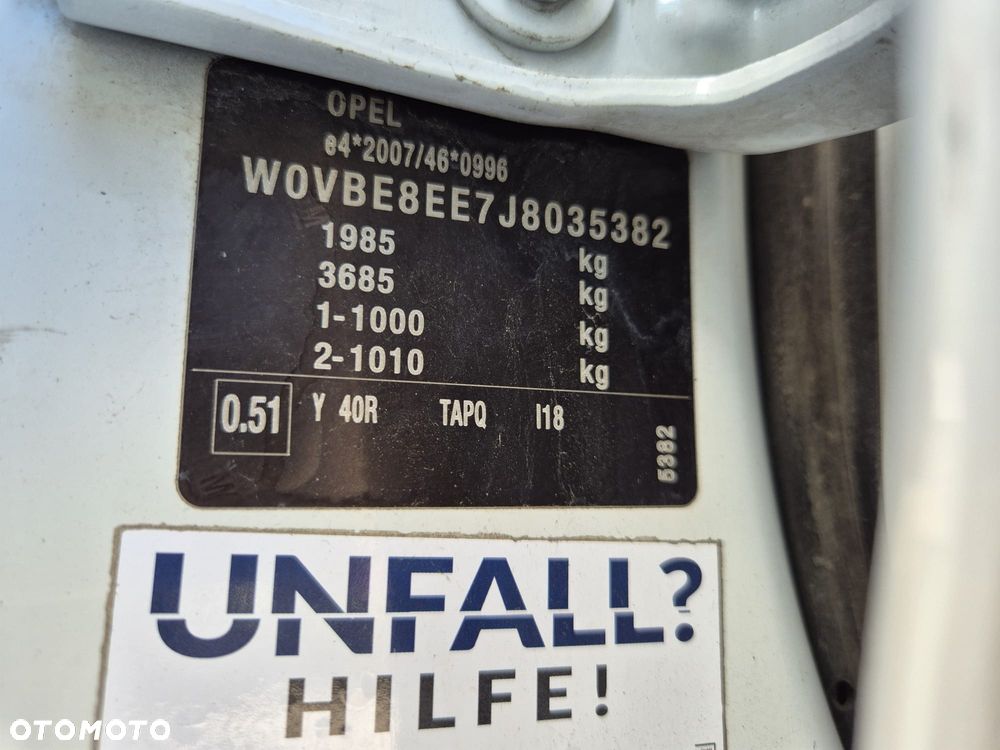 OPEL
e4*2007/46*0996
W0VBE8EE7J8035382
1985 kg
3685 kg
1-1000 kg
2-1010 kg
0.51 Y 40R TAPQ I18
5382
UNFALL?
HILFE!
OTOMOTO